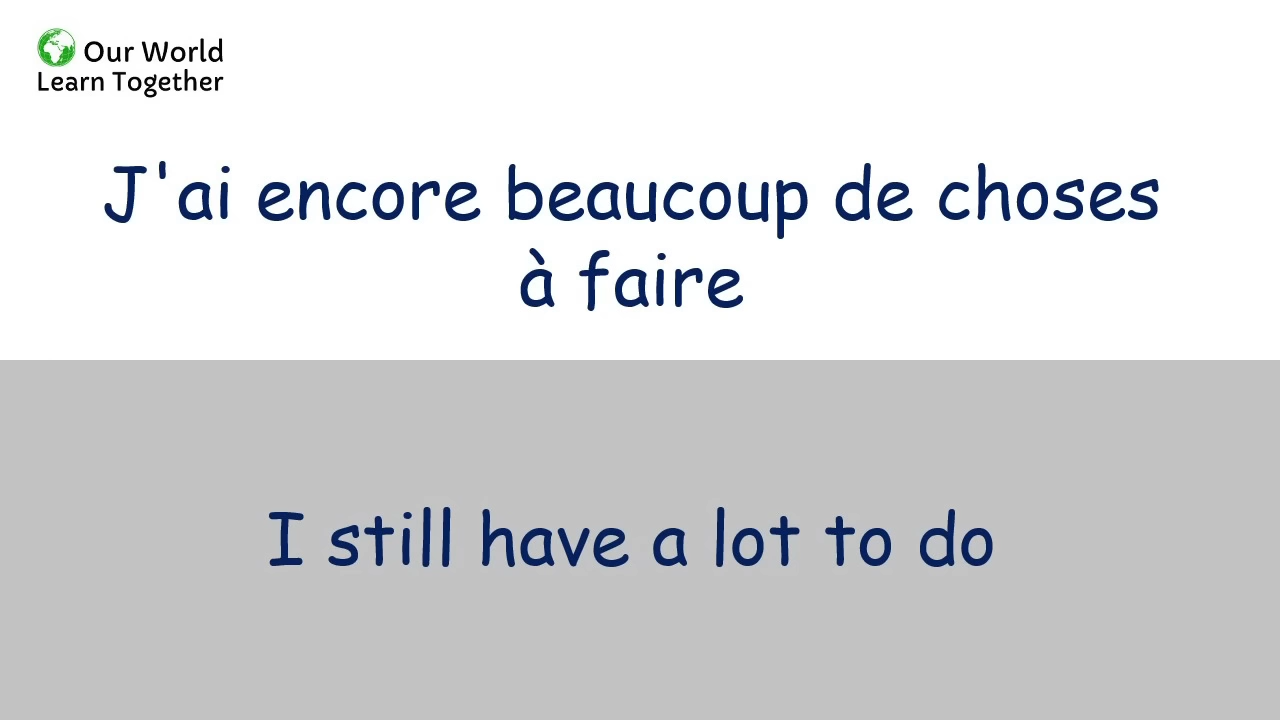 Our World
Learn Together
J'ai encore beaucoup de choses
à faire
I still have a lot to do